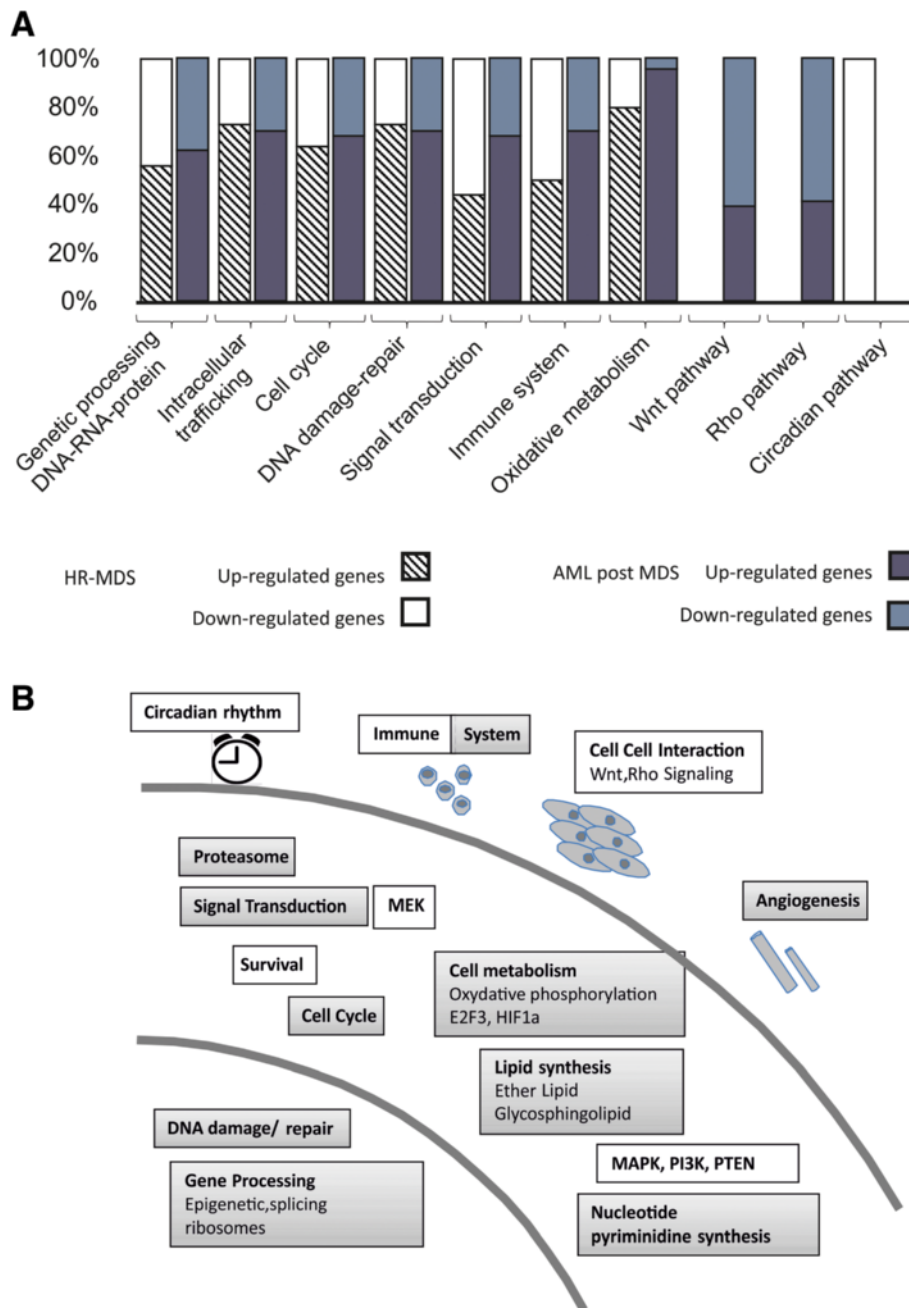 A
100%
80%
60%
40%
20%
0%
Genetic processing
DNA-RNA-protein
Intracellular
trafficking
Cell cycle
DNA damage-repair
Signal transduction
Immune system
Oxidative metabolism
Wnt pathway
Rho pathway
Circadian pathway
HR-MDS
Up-regulated genes
Down-regulated genes
AML post MDS
Up-regulated genes
Down-regulated genes
B
Circadian rhythm
Immune System
Cell Cell Interaction
Wnt,Rho Signaling
Proteasome
Signal Transduction
MEK
Angiogenesis
Survival
Cell metabolism
Oxydative phosphorylation
E2F3, HIF1a
Cell Cycle
Lipid synthesis
Ether Lipid
Glycosphingolipid
DNA damage/ repair
MAPK, PI3K, PTEN
Gene Processing
Epigenetic,splicing
ribosomes
Nucleotide
pyriminidine synthesis